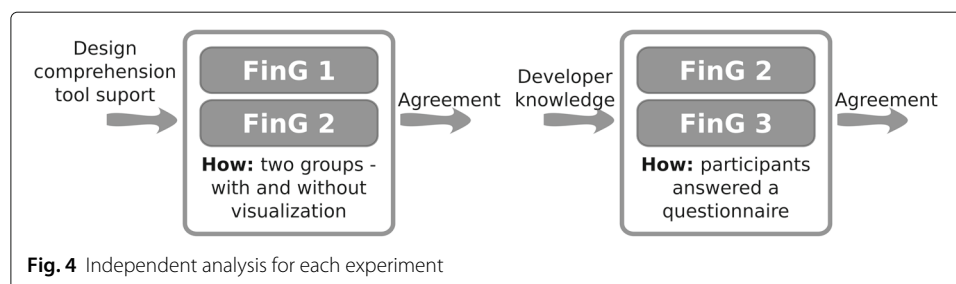 Design
comprehension
tool suport
FinG 1
FinG 2
How: two groups -
with and without
visualization
Agreement
Developer
knowledge
FinG 2
FinG 3
How: participants
answered a
questionnaire
Agreement
Fig. 4 Independent analysis for each experiment